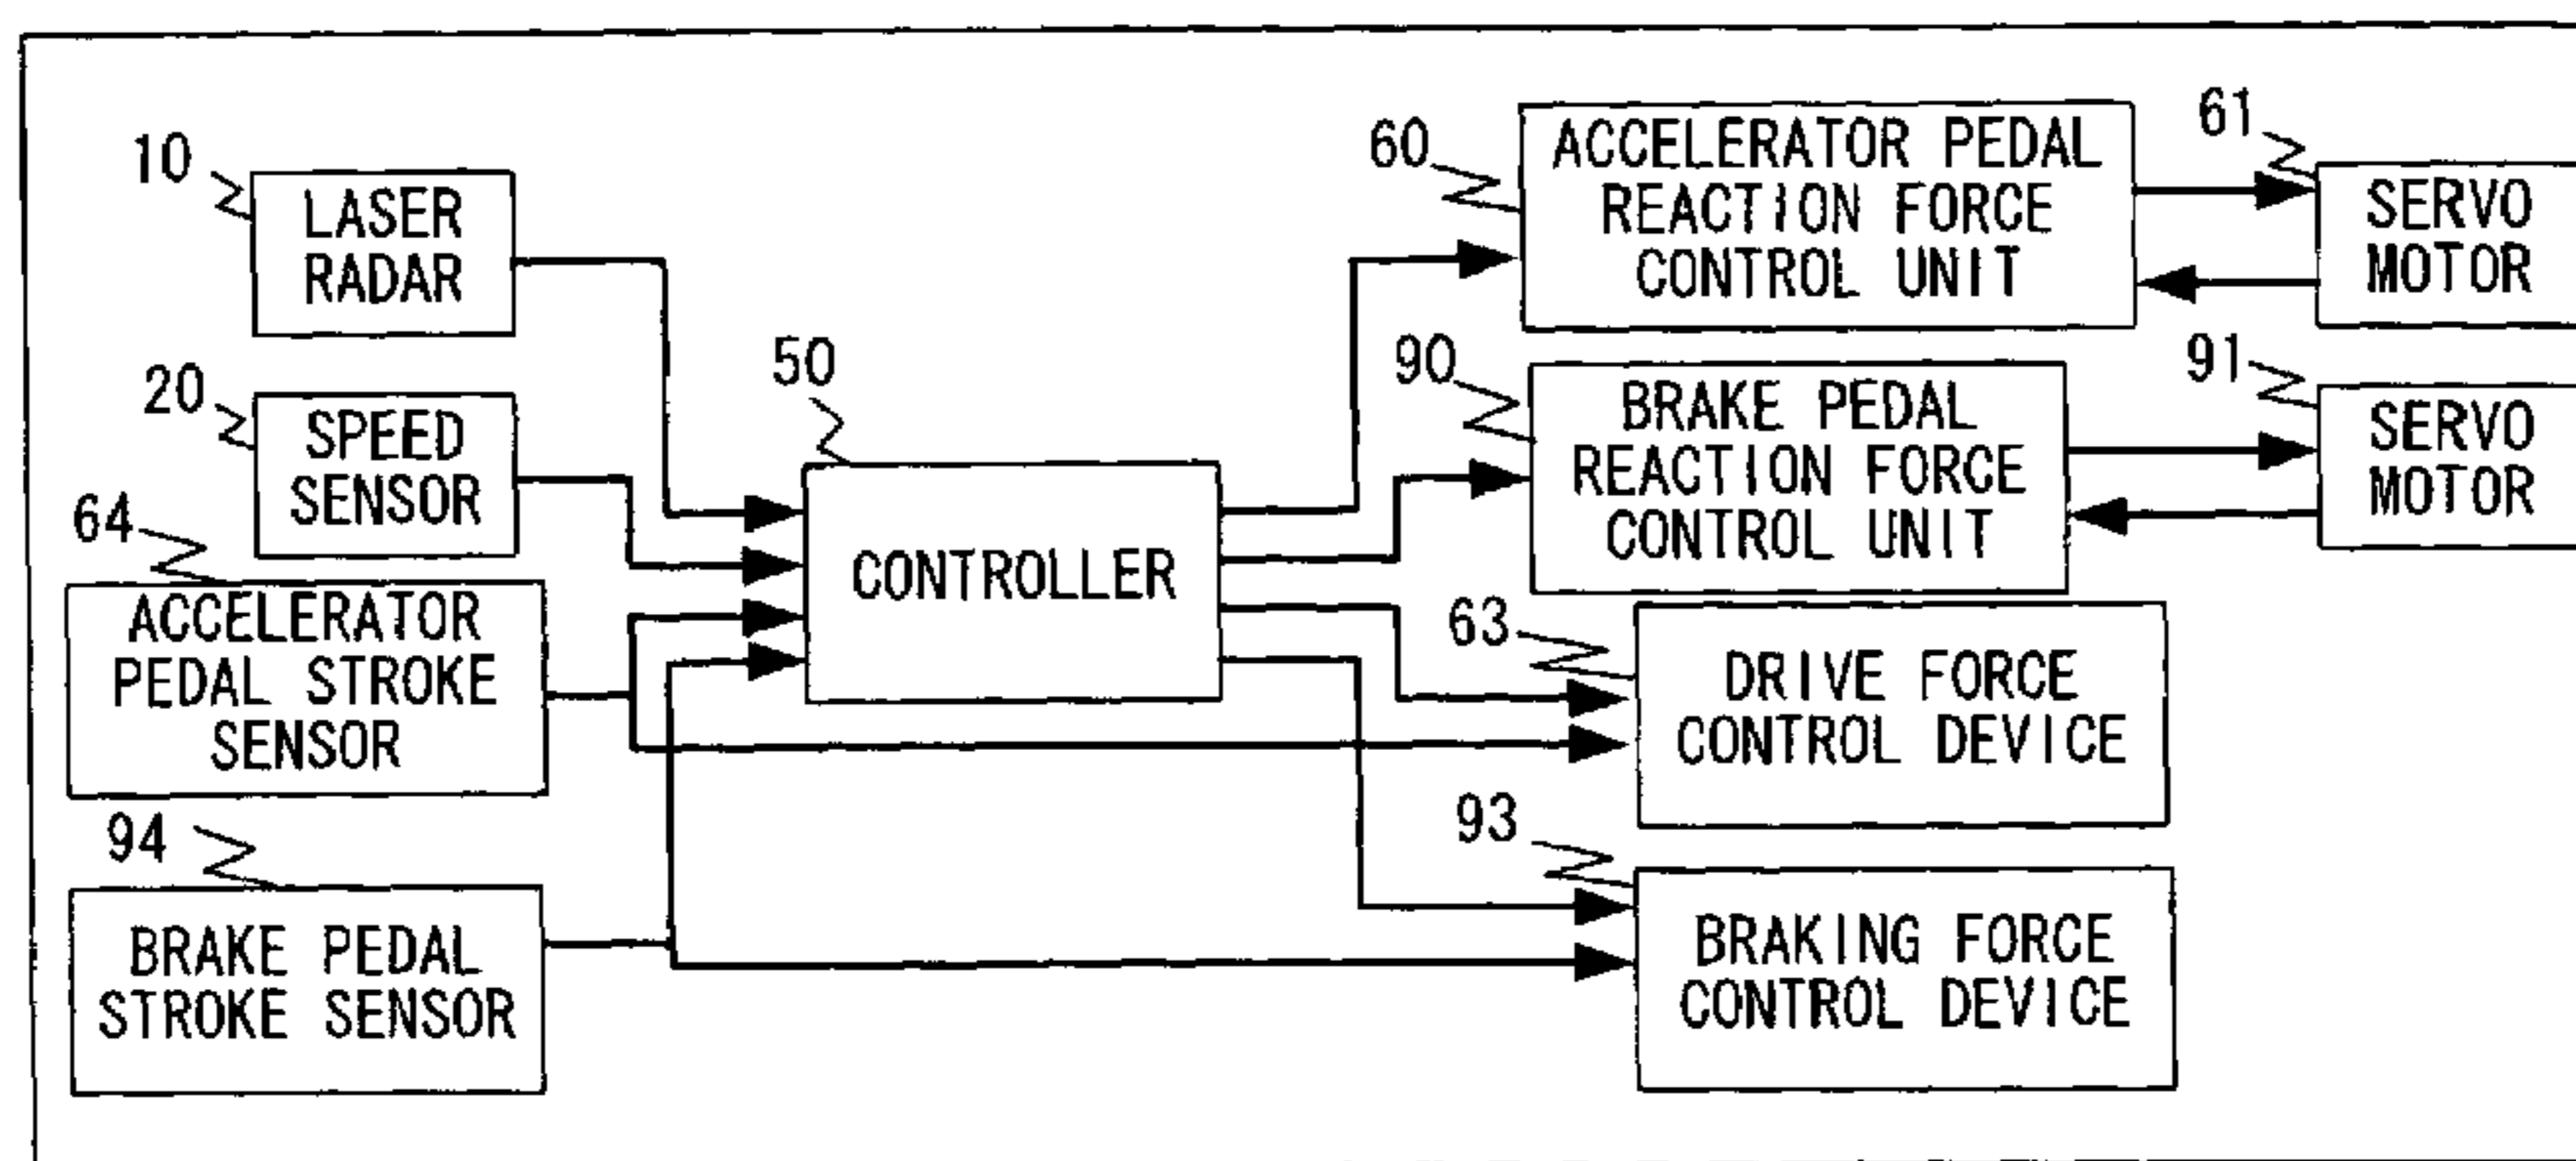 10
LASER
RADAR
20
SPEED
SENSOR
64
ACCELERATOR
PEDAL STROKE
SENSOR
94
BRAKE PEDAL
STROKE SENSOR
50
CONTROLLER
60
ACCELERATOR PEDAL
REACTION FORCE
CONTROL UNIT
61
SERVO
MOTOR
90
BRAKE PEDAL
REACTION FORCE
CONTROL UNIT
91
SERVO
MOTOR
63
DRIVE FORCE
CONTROL DEVICE
93
BRAKING FORCE
CONTROL DEVICE